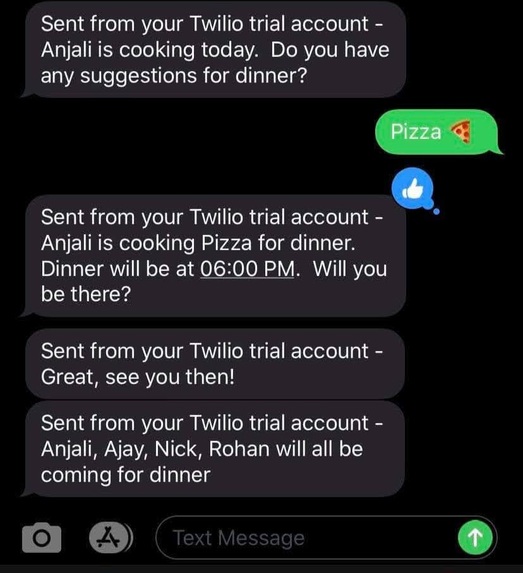 Sent from your Twilio trial account -
Anjali is cooking today.  Do you have
any suggestions for dinner?
Pizza 🍕
Sent from your Twilio trial account -
Anjali is cooking Pizza for dinner.
Dinner will be at 06:00 PM.  Will you
be there?
Sent from your Twilio trial account -
Great, see you then!
Sent from your Twilio trial account -
Anjali, Ajay, Nick, Rohan will all be
coming for dinner
Text Message